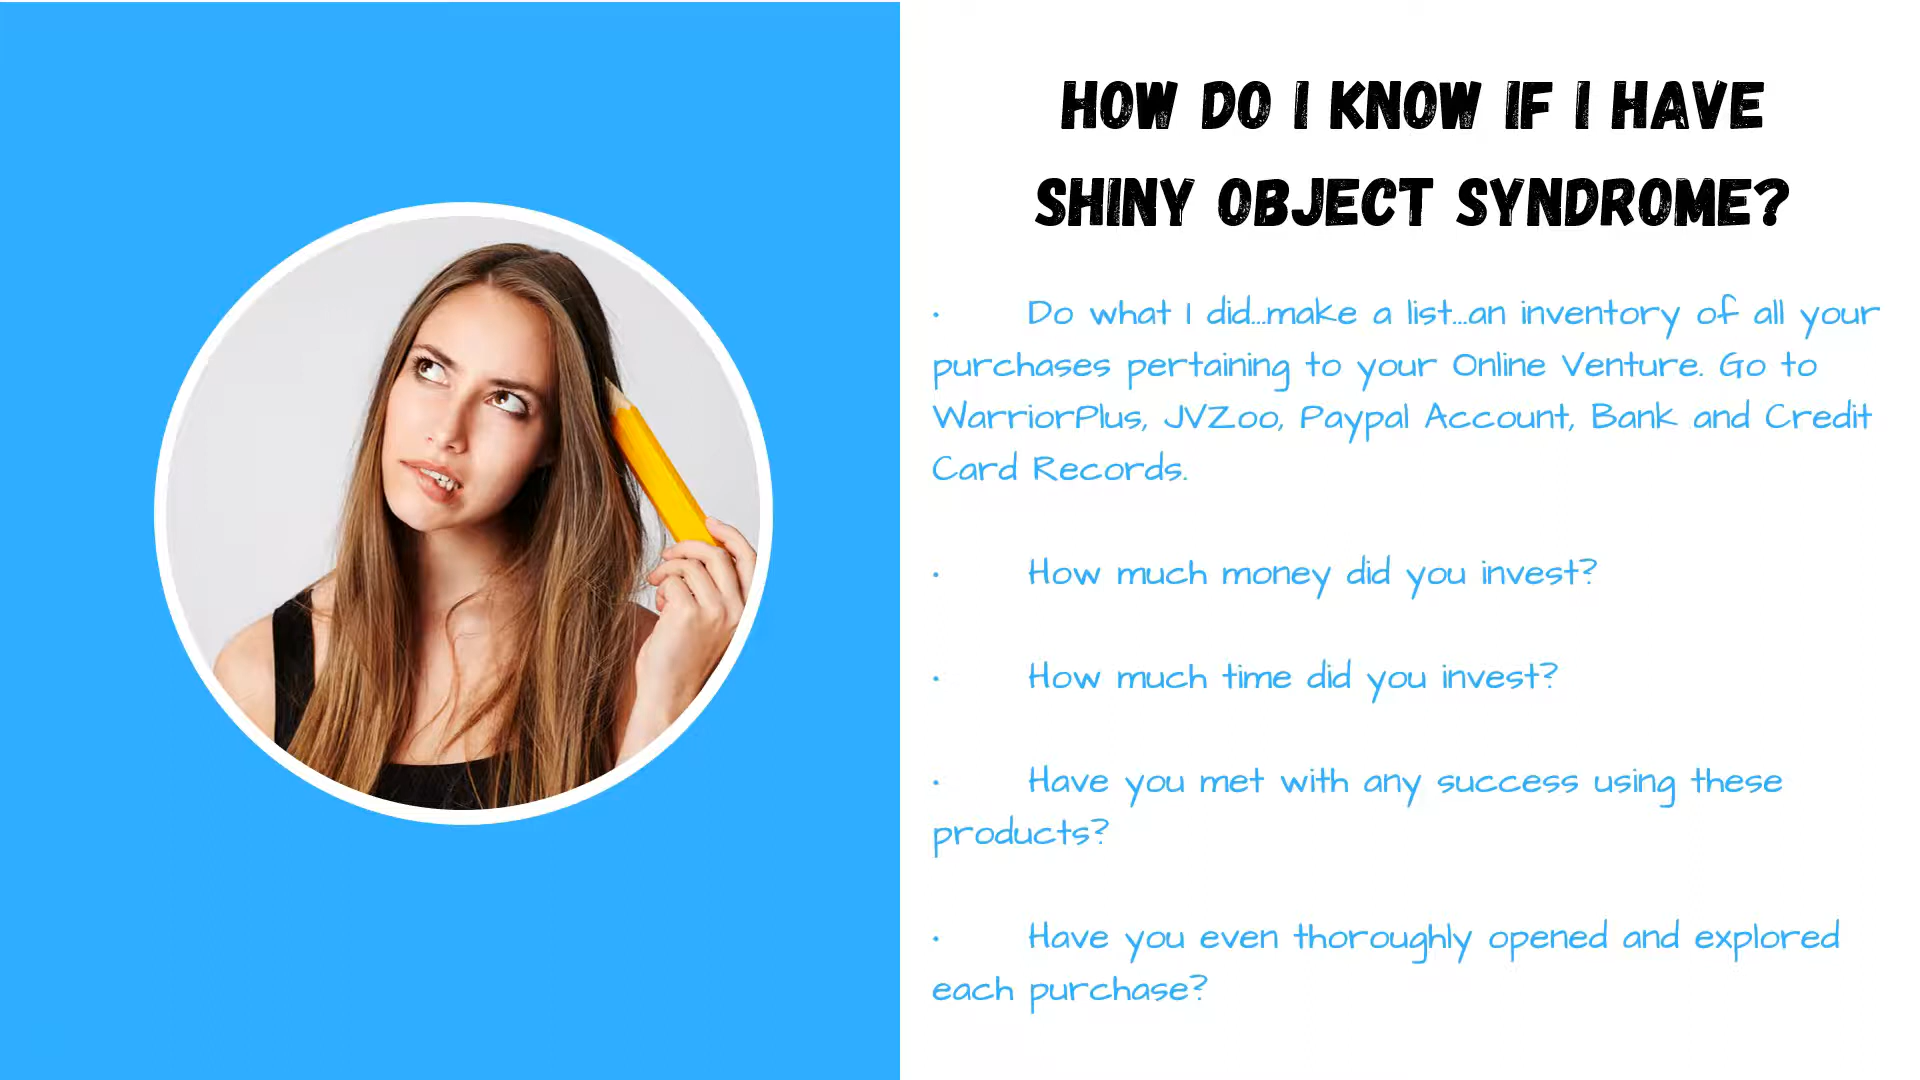 HOW DO I KNOW IF I HAVE
SHINY OBJECT SYNDROME?
· Do what I did...make a list...an inventory of all your
purchases pertaining to your Online Venture. Go to
WarriorPlus, JVZoo, Paypal Account, Bank and Credit
Card Records.
· How much money did you invest?
· How much time did you invest?
· Have you met with any success using these
products?
· Have you even thoroughly opened and explored
each purchase?